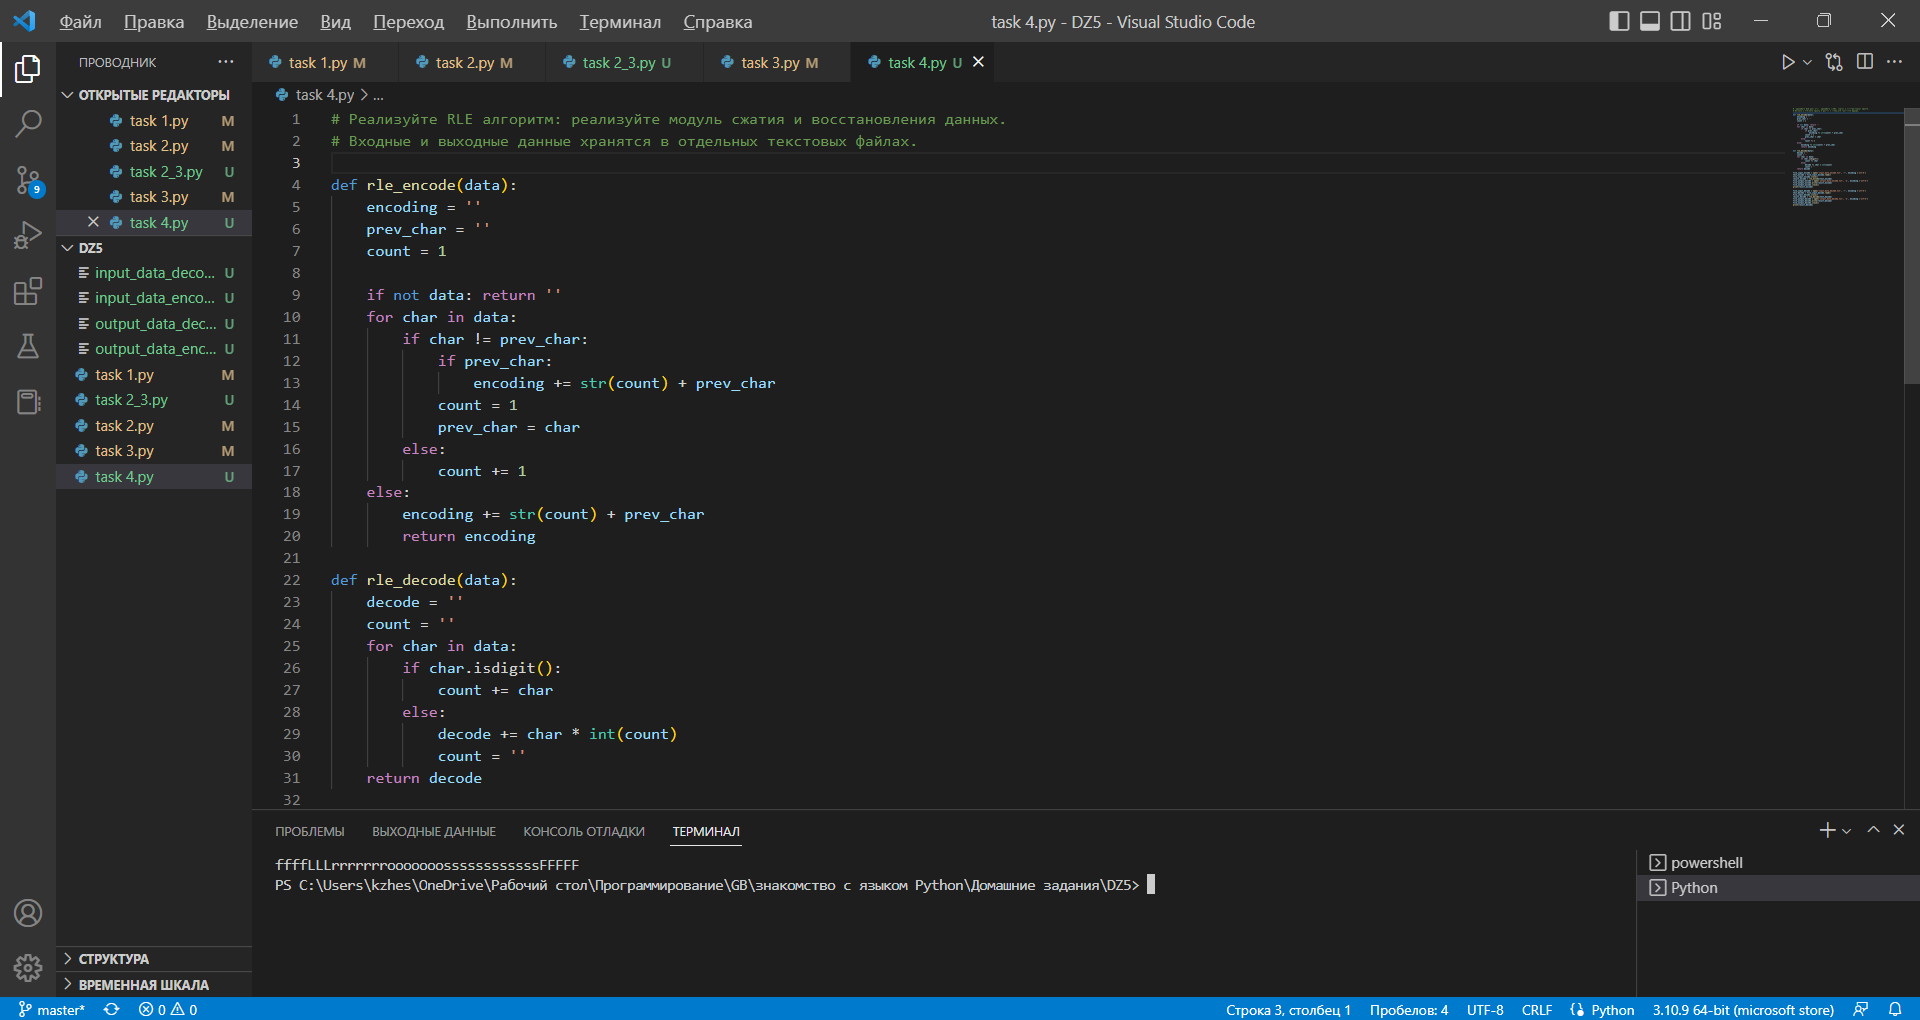 Файл Правка Выделение Вид Переход Выполнить Терминал Справка
task 4.py - DZ5 - Visual Studio Code
ПРОВОДНИК
ОТКРЫТЫЕ РЕДАКТОРЫ
task 1.py M
task 2.py M
task 2_3.py U
task 3.py M
task 4.py U
DZ5
input_data_deco... U
input_data_enco... U
output_data_dec... U
output_data_enc... U
task 1.py M
task 2_3.py U
task 2.py M
task 3.py M
task 4.py U
СТРУКТУРА
ВРЕМЕННАЯ ШКАЛА
9
task 1.py M task 2.py M task 2_3.py U task 3.py M task 4.py U
task 4.py > ...
1 # Реализуйте RLE алгоритм: реализуйте модуль сжатия и восстановления данных.
2 # Входные и выходные данные хранятся в отдельных текстовых файлах.
3
4 def rle_encode(data):
5     encoding = ''
6     prev_char = ''
7     count = 1
8
9     if not data: return ''
10     for char in data:
11         if char != prev_char:
12             if prev_char:
13                 encoding += str(count) + prev_char
14             count = 1
15             prev_char = char
16         else:
17             count += 1
18     else:
19         encoding += str(count) + prev_char
20         return encoding
21
22 def rle_decode(data):
23     decode = ''
24     count = ''
25     for char in data:
26         if char.isdigit():
27             count += char
28         else:
29             decode += char * int(count)
30             count = ''
31     return decode
32
ПРОБЛЕМЫ ВЫХОДНЫЕ ДАННЫЕ КОНСОЛЬ ОТЛАДКИ ТЕРМИНАЛ
ffffLLLrrrrrrroooooossssssssssssFFFFF
PS C:\Users\kzhes\OneDrive\Рабочий стол\Программирование\GB\знакомство с языком Python\Домашние задания\DZ5>
powershell
Python
master* 0 0
Строка 3, столбец 1 Пробелов: 4 UTF-8 CRLF Python 3.10.9 64-bit (microsoft store)